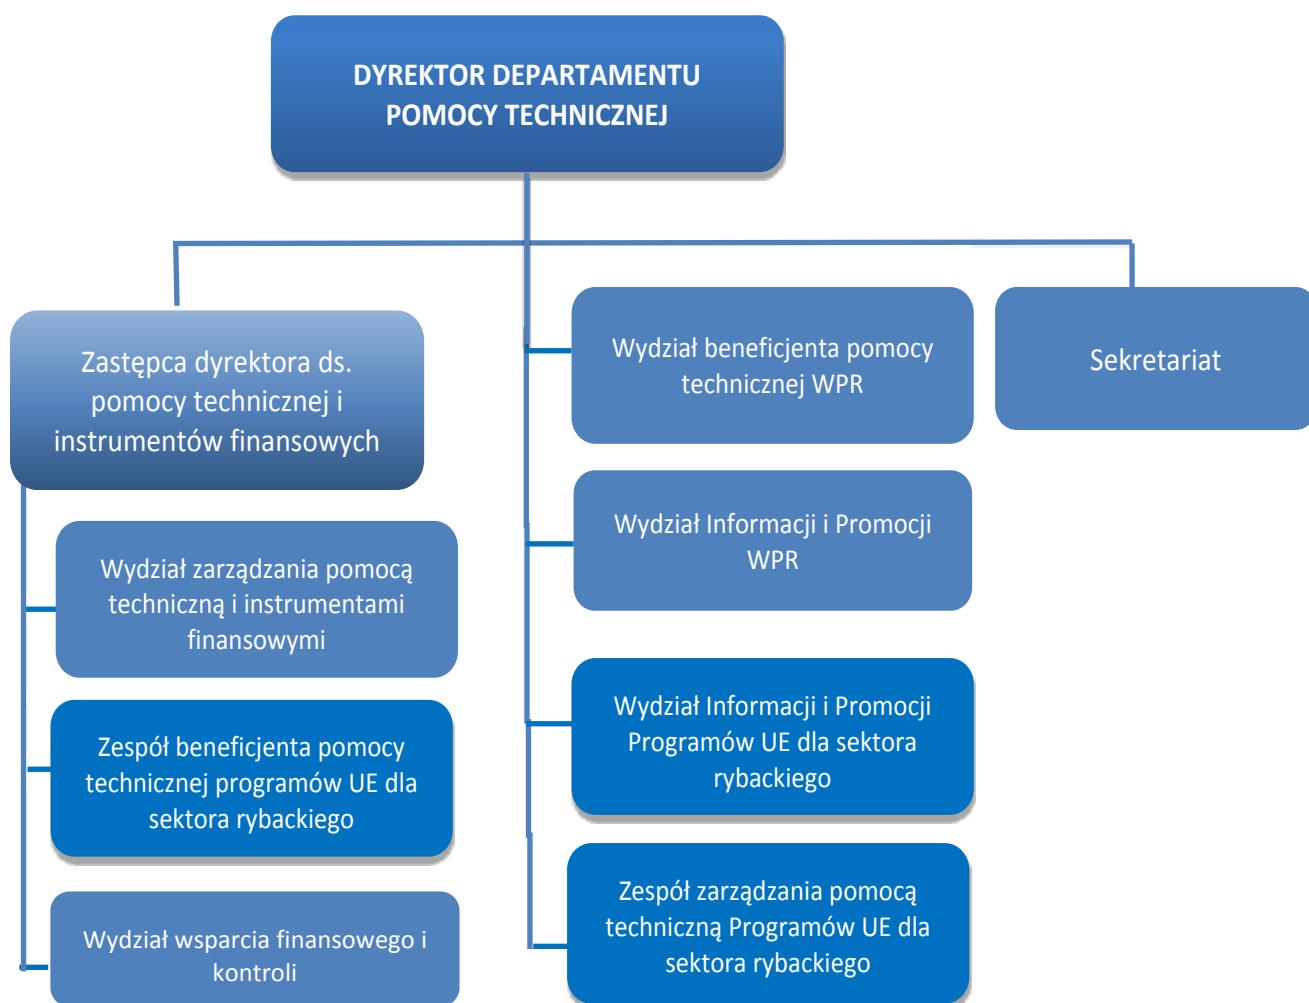 DYREKTOR DEPARTAMENTU
POMOCY TECHNICZNEJ
Zastępca dyrektora ds.
pomocy technicznej i
instrumentów finansowych
Wydział zarządzania pomocą
techniczną i instrumentami
finansowymi
Zespół beneficjenta pomocy
technicznej programów UE dla
sektora rybackiego
Wydział wsparcia finansowego i
kontroli
Wydział beneficjenta pomocy
technicznej WPR
Wydział Informacji i Promocji
WPR
Wydział Informacji i Promocji
Programów UE dla sektora
rybackiego
Zespół zarządzania pomocą
techniczną Programów UE dla
sektora rybackiego
Sekretariat